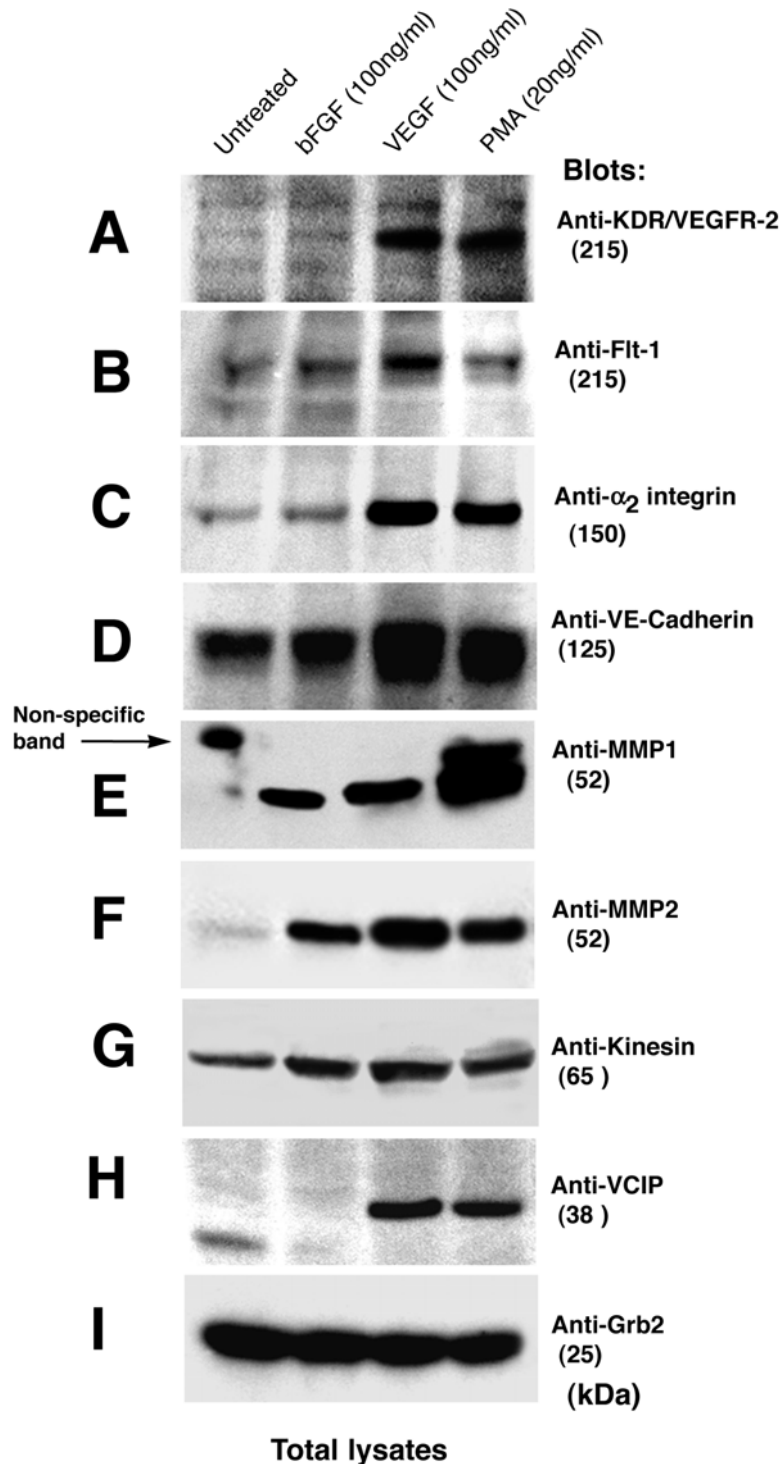 Untreated
bFGF (100ng/ml)
VEGF (100ng/ml)
PMA (20ng/ml)
Blots:
A
Anti-KDR/VEGFR-2
(215)
B
Anti-Flt-1
(215)
C
Anti-α2 integrin
(150)
D
Anti-VE-Cadherin
(125)
Non-specific
band
E
Anti-MMP1
(52)
F
Anti-MMP2
(52)
G
Anti-Kinesin
(65 )
H
Anti-VCIP
(38 )
I
Anti-Grb2
(25)
(kDa)
Total lysates